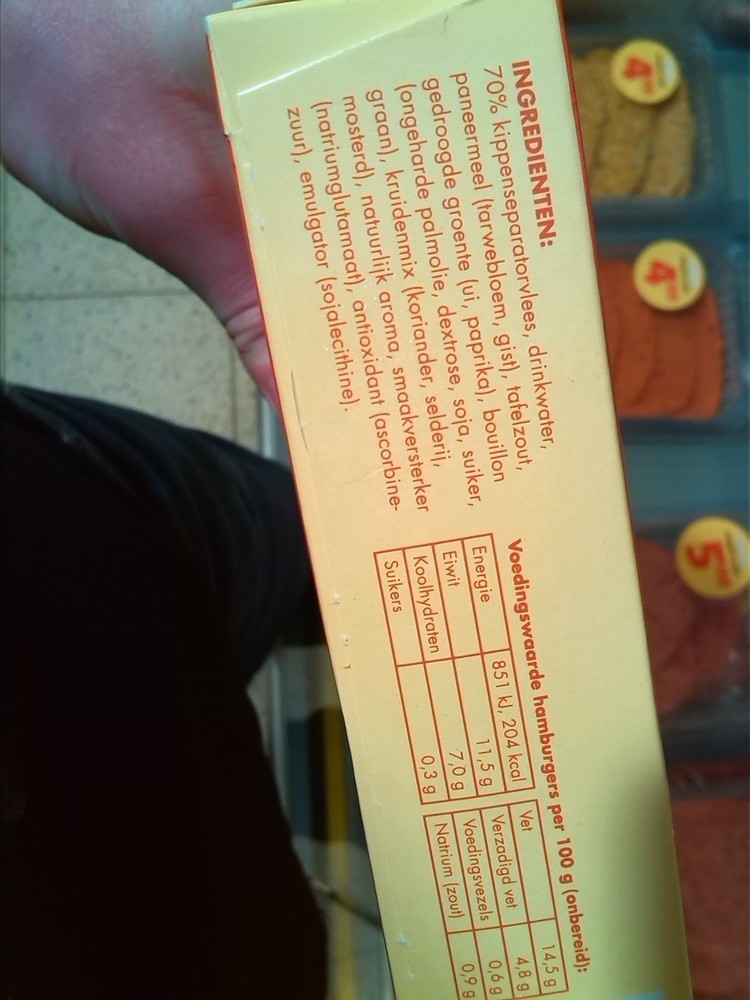 INGREDIENTEN:
70% kippenseparatorvlees, drinkwater,
paneermeel (tarwebloem, gist), tafelzout,
gedroogde groente (ui, paprika), bouillon
(ongeharde palmolie, dextrose, soja, suiker,
graan), kruidenmix (koriander, selderij,
mosterd), natuurlijk aroma, smaakversterker
(natriumglutamaat), antioxidant (ascorbine-
zuur), emulgator (sojalecithine).
Voedingswaarde hamburgers per 100 g (onbereid):
Energie 851 kJ, 204 kcal
Eiwit 11,5 g
Koolhydraten 7,0 g
Suikers 0,3 g
Vet 14,5 g
Verzadigd vet 4,8 g
Voedingsvezels 0,6 g
Natrium (zout) 0,9 g
4
4
5